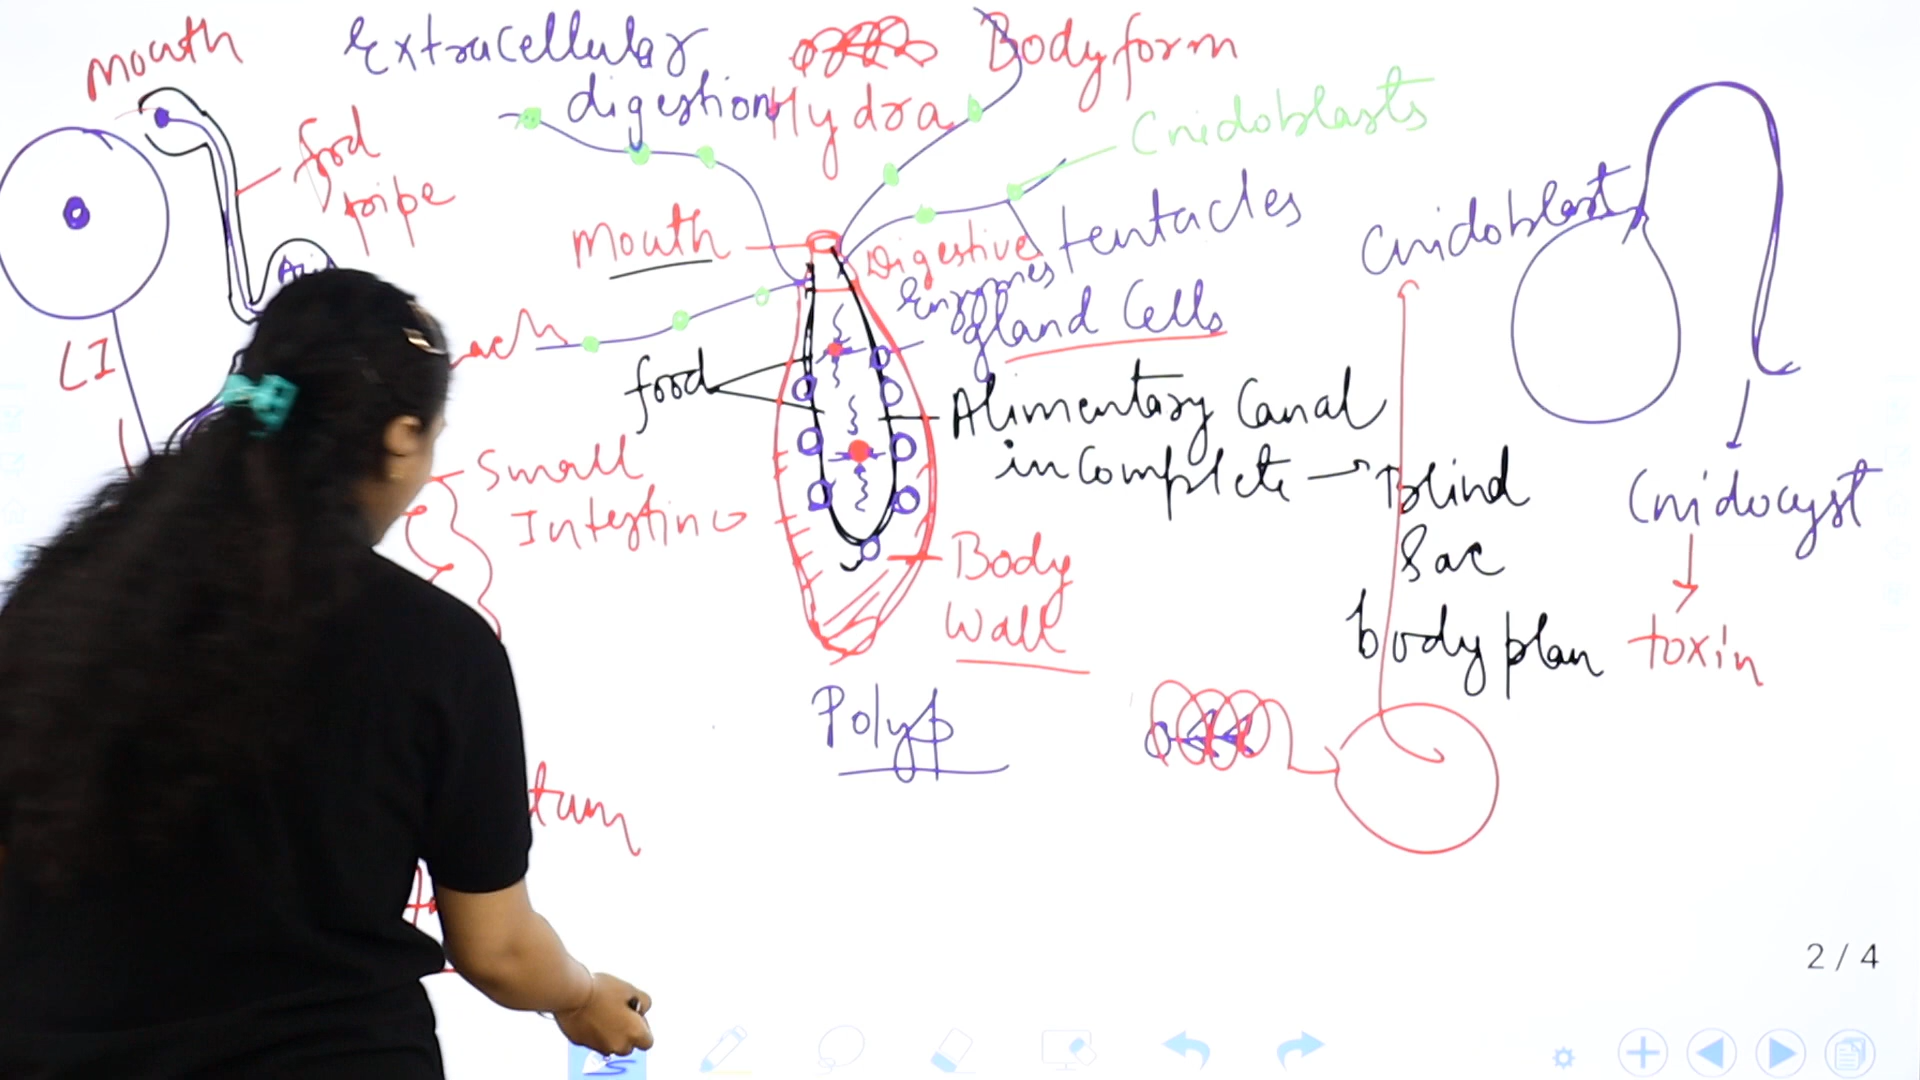 Mouth
Extracellular
digestion
Body form
Hydra
Cnidoblasts
food
pipe
Mouth
Digestive
Enzymes
tentacles
Cnidoblast
gland Cells
LI
food
Alimentary Canal
incomplete → Blind
Sac
body plan
Small
Intestine
Cnidocyst
toxin
Body
Wall
Polyp
2 / 4